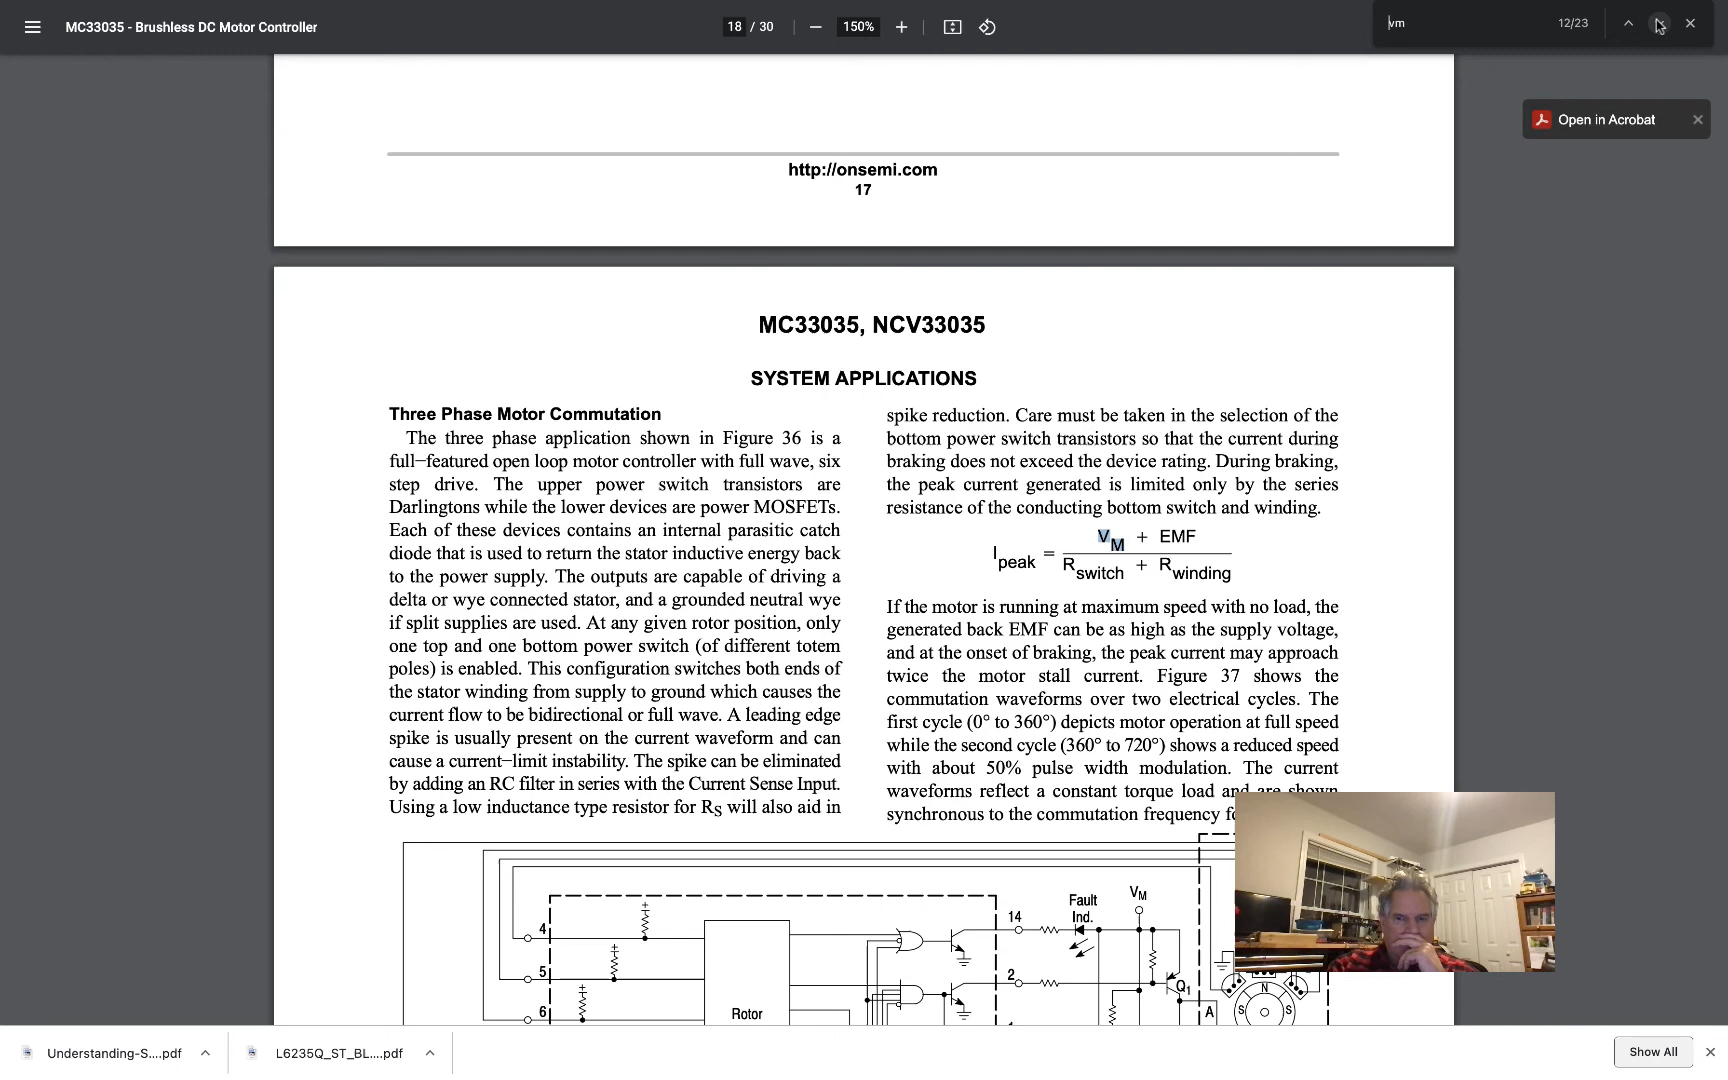 MC33035 - Brushless DC Motor Controller
18 / 30
150%
vm
12/23
Open in Acrobat
http://onsemi.com
17
MC33035, NCV33035
SYSTEM APPLICATIONS
Three Phase Motor Commutation
The three phase application shown in Figure 36 is a
full−featured open loop motor controller with full wave, six
step drive. The upper power switch transistors are
Darlingtons while the lower devices are power MOSFETs.
Each of these devices contains an internal parasitic catch
diode that is used to return the stator inductive energy back
to the power supply. The outputs are capable of driving a
delta or wye connected stator, and a grounded neutral wye
if split supplies are used. At any given rotor position, only
one top and one bottom power switch (of different totem
poles) is enabled. This configuration switches both ends of
the stator winding from supply to ground which causes the
current flow to be bidirectional or full wave. A leading edge
spike is usually present on the current waveform and can
cause a current−limit instability. The spike can be eliminated
by adding an RC filter in series with the Current Sense Input.
Using a low inductance type resistor for RS will also aid in
spike reduction. Care must be taken in the selection of the
bottom power switch transistors so that the current during
braking does not exceed the device rating. During braking,
the peak current generated is limited only by the series
resistance of the conducting bottom switch and winding.
VM + EMF
Ipeak =
Rswitch + Rwinding
If the motor is running at maximum speed with no load, the
generated back EMF can be as high as the supply voltage,
and at the onset of braking, the peak current may approach
twice the motor stall current. Figure 37 shows the
commutation waveforms over two electrical cycles. The
first cycle (0° to 360°) depicts motor operation at full speed
while the second cycle (360° to 720°) shows a reduced speed
with about 50% pulse width modulation. The current
waveforms reflect a constant torque load and are shown
synchronous to the commutation frequency
4
5
6
Rotor
14
2
Fault
Ind.
VM
Q1
A
N
S
S
Understanding-S....pdf
L6235Q_ST_BL....pdf
Show All